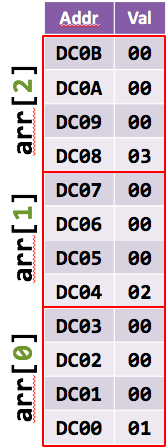 Addr Val
arr[2]
DC0B 00
DC0A 00
DC09 00
DC08 03
arr[1]
DC07 00
DC06 00
DC05 00
DC04 02
arr[0]
DC03 00
DC02 00
DC01 00
DC00 01